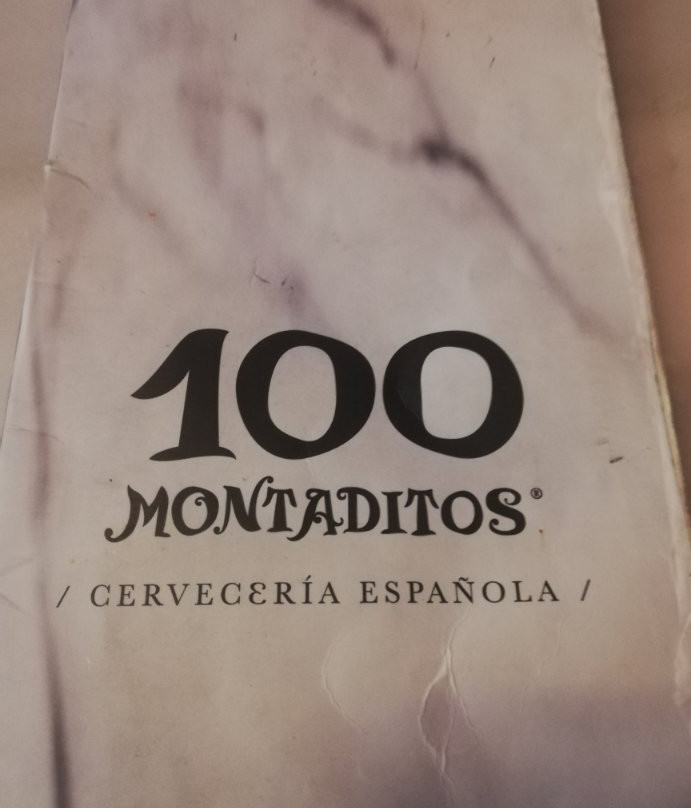 100
MONTADITOS®
/ CERVECERÍA ESPAÑOLA /